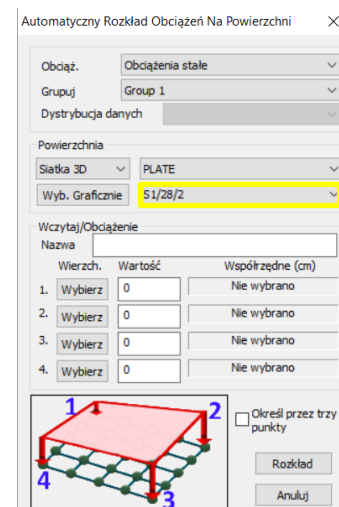 Automatyczny Rozkład Obciążeń Na Powierzchni
Obciąż. Obciążenia stałe
Grupuj Group 1
Dystrybucja danych
Powierzchnia
Siatka 3D PLATE
Wyb. Graficznie S1/28/2
Wczytaj/Obciążenie
Nazwa
Wierzch. Wartość Współrzędne (cm)
1. Wybierz 0 Nie wybrano
2. Wybierz 0 Nie wybrano
3. Wybierz 0 Nie wybrano
4. Wybierz 0 Nie wybrano
1 2
4 3
Określ przez trzy
punkty
Rozkład
Anuluj